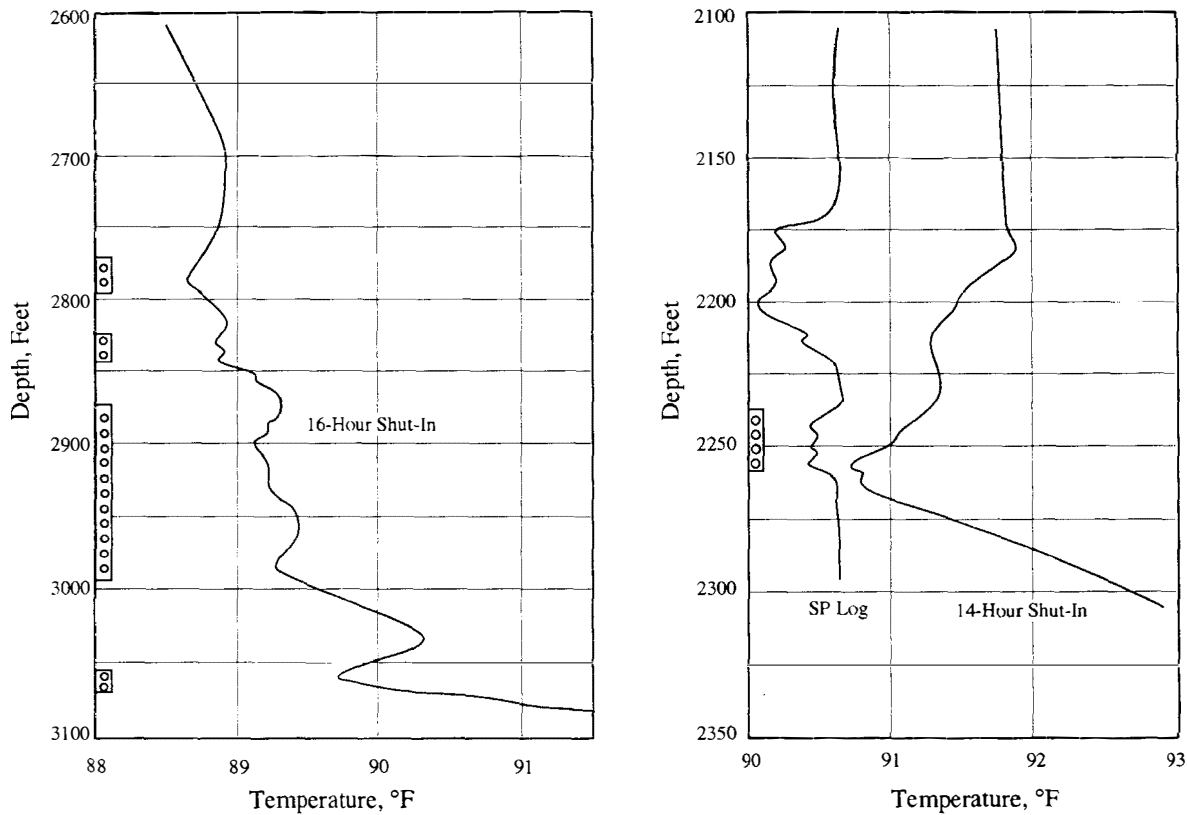 2600
2700
2800
2900
3000
3100
Depth, Feet
16-Hour Shut-In
88
89
90
91
Temperature, °F
2100
2150
2200
2250
2300
2350
Depth, Feet
SP Log
14-Hour Shut-In
90
91
92
93
Temperature, °F